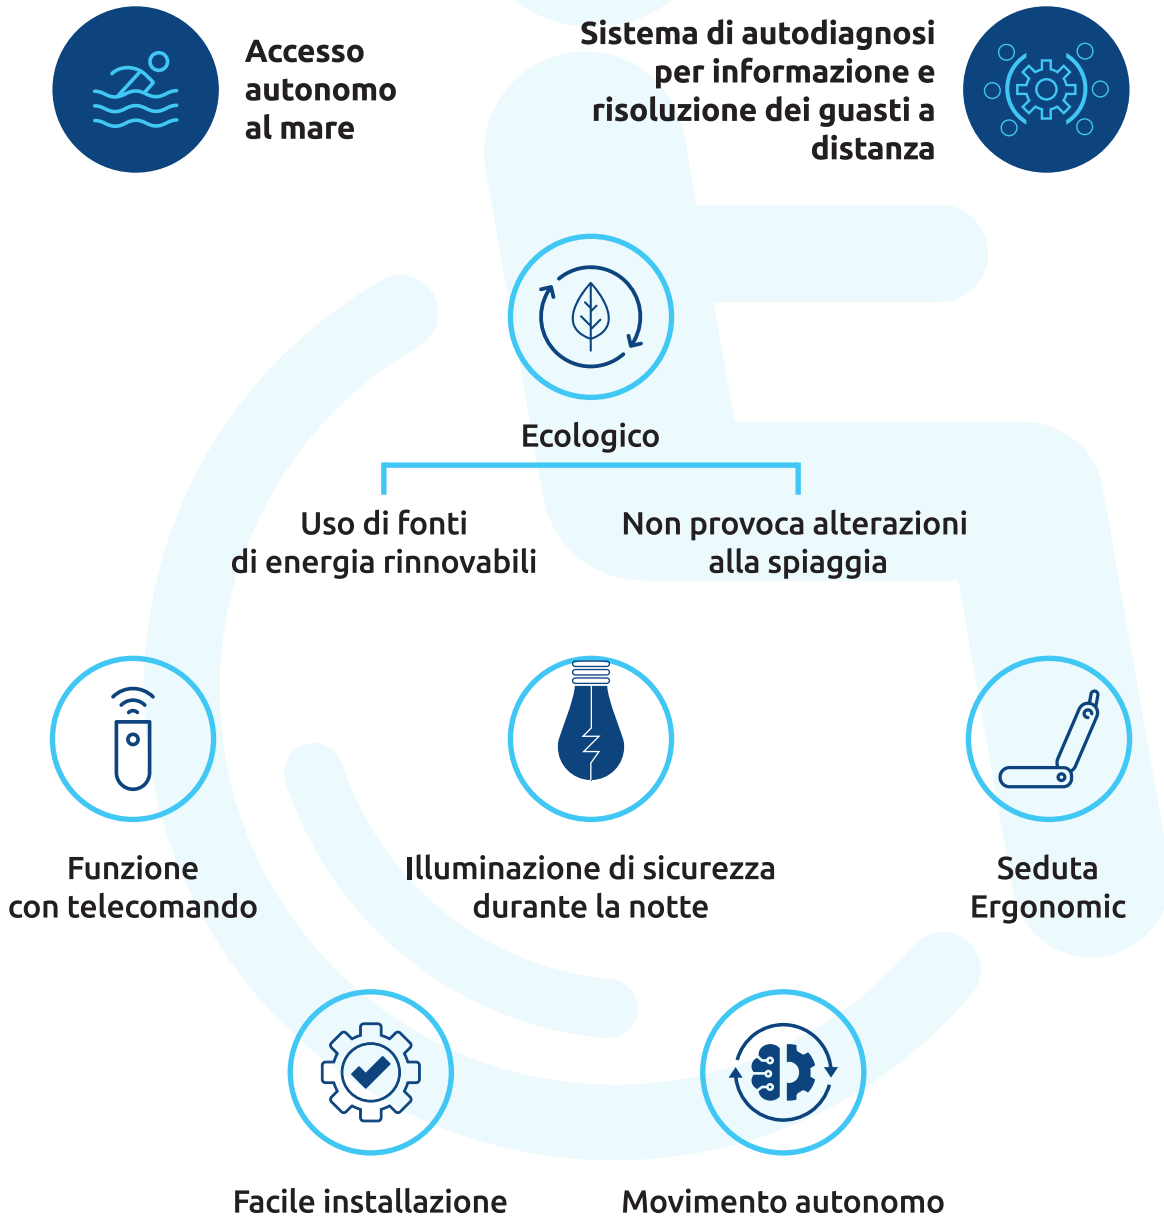 Accesso
autonomo
al mare
Sistema di autodiagnosi
per informazione e
risoluzione dei guasti a
distanza
Ecologico
Uso di fonti
di energia rinnovabili
Non provoca alterazioni
alla spiaggia
Funzione
con telecomando
Illuminazione di sicurezza
durante la notte
Seduta
Ergonomic
Facile installazione
Movimento autonomo